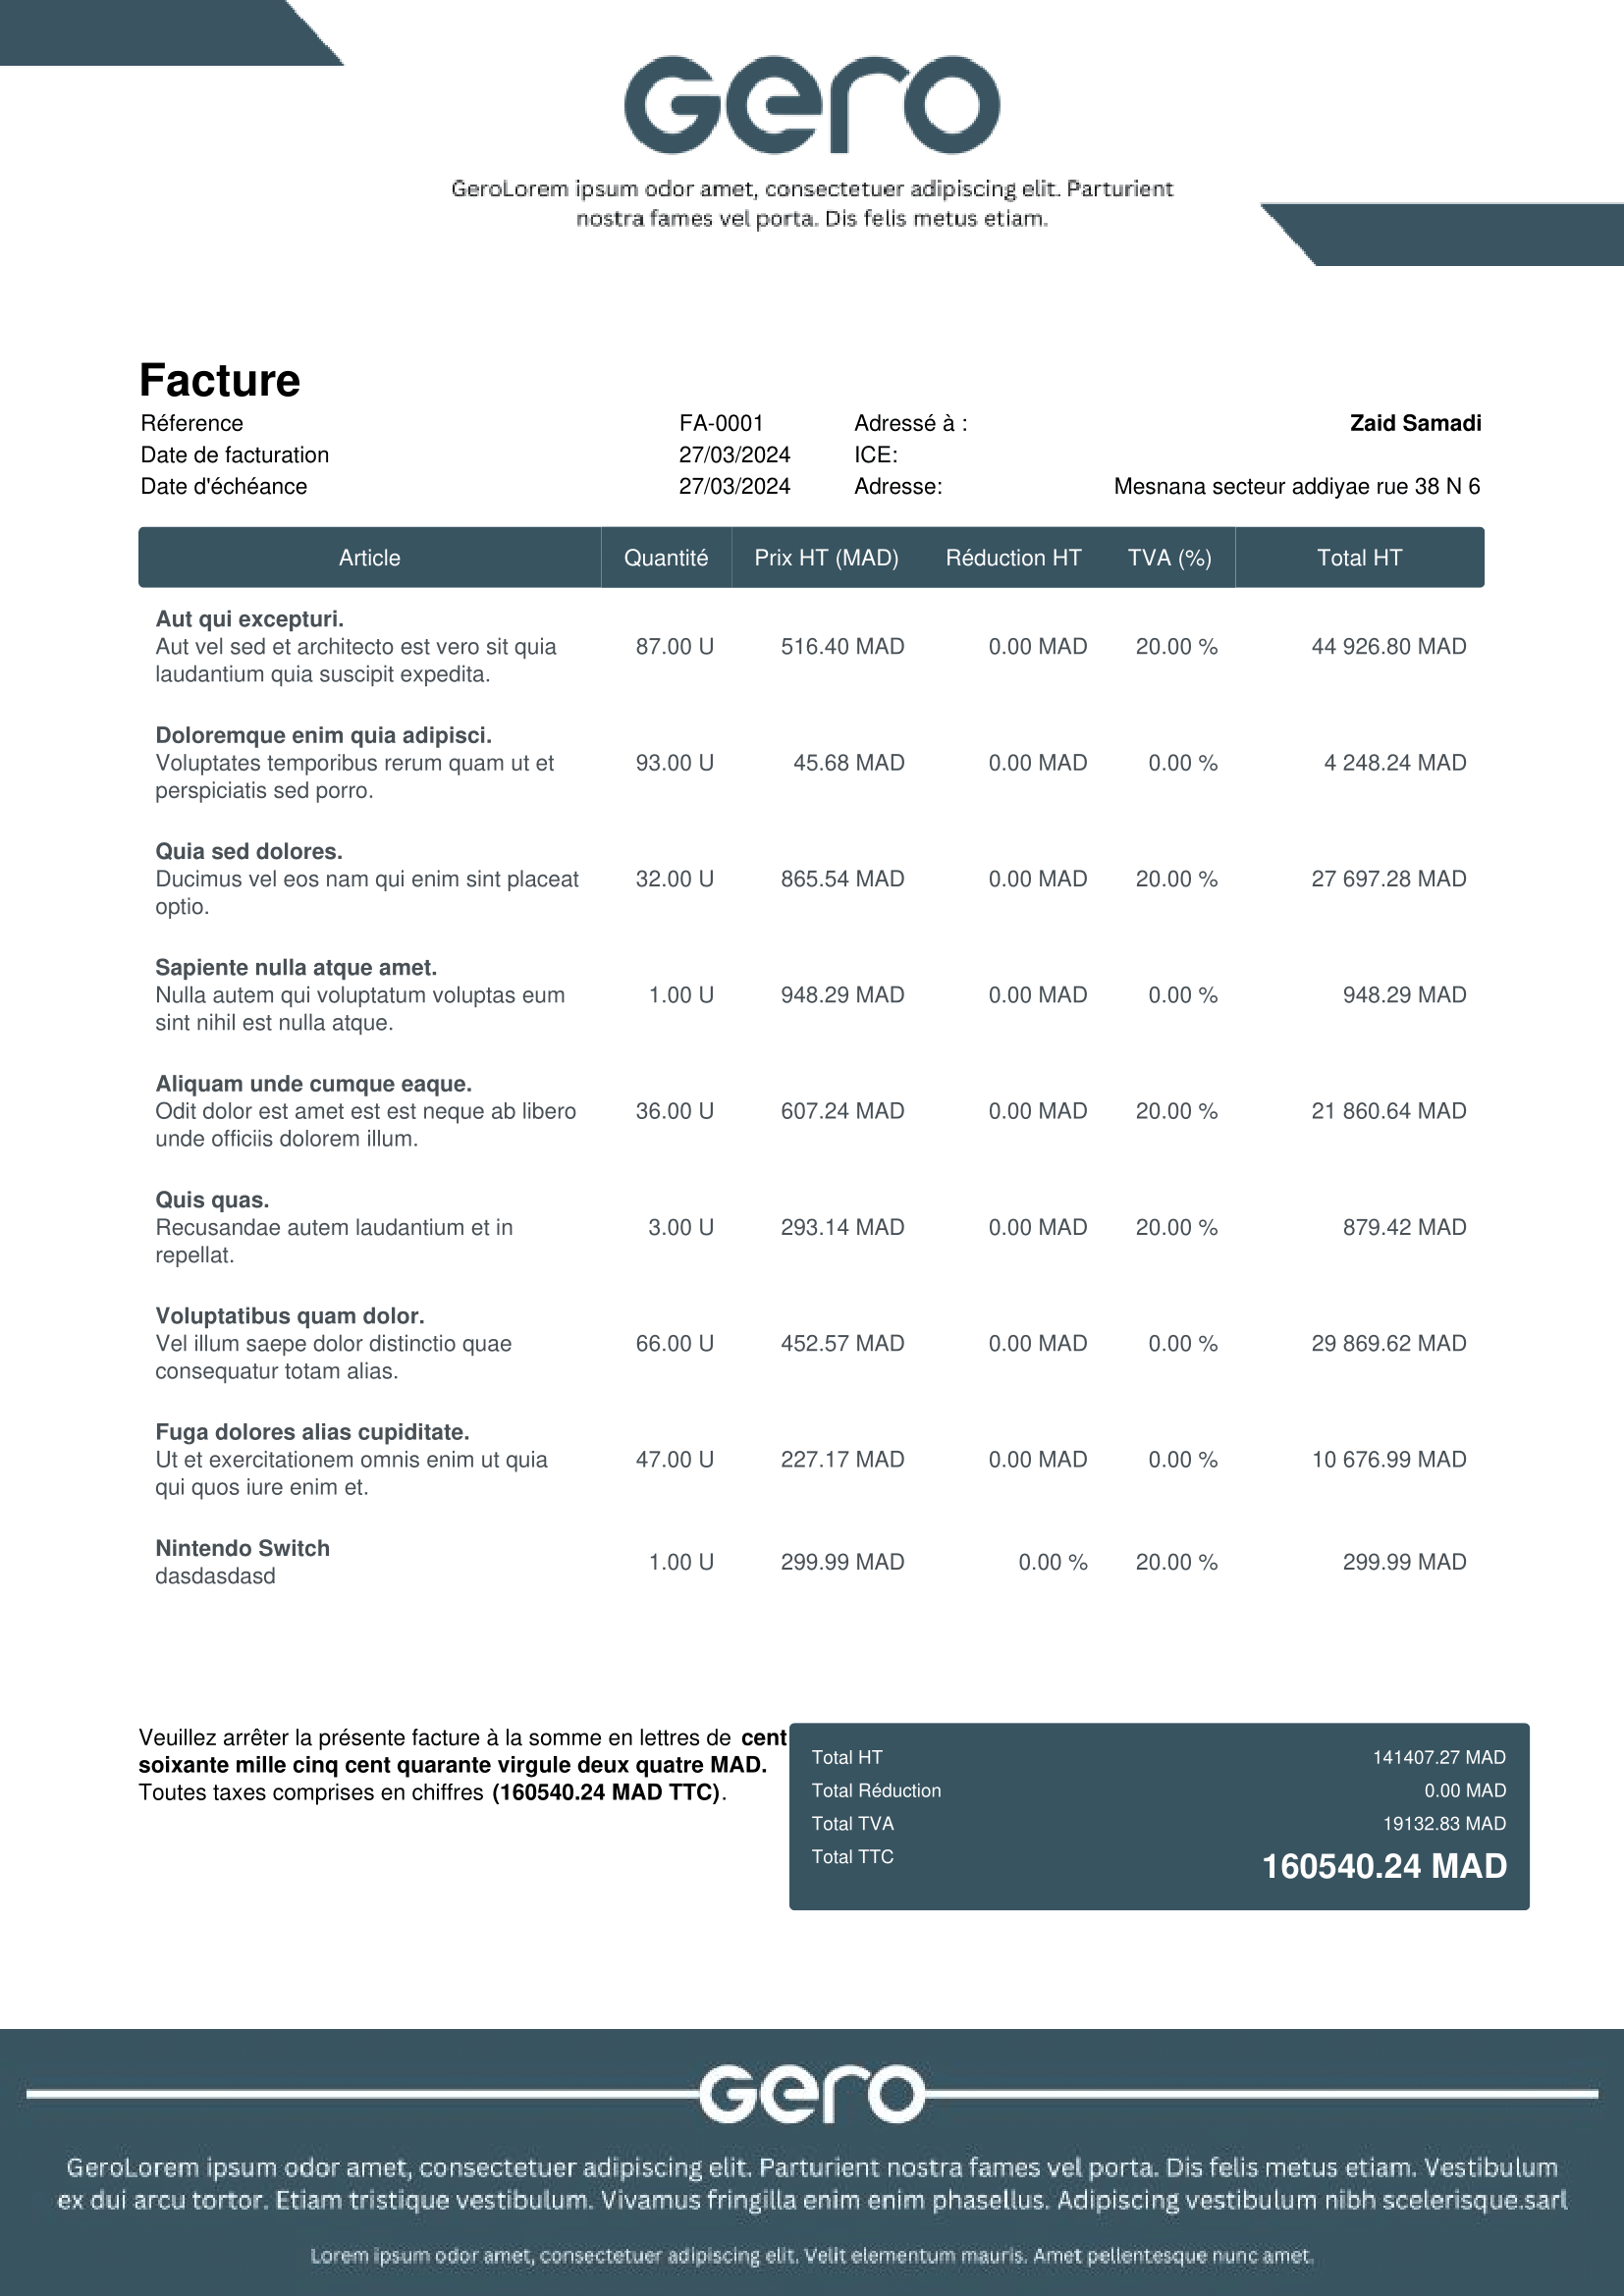 Gero
GeroLorem ipsum odor amet, consectetuer adipiscing elit. Parturient
nostra fames vel porta. Dis felis metus etiam.
Facture
Réference FA-0001 Adressé à : Zaid Samadi
Date de facturation 27/03/2024 ICE:
Date d'échéance 27/03/2024 Adresse: Mesnana secteur addiyae rue 38 N 6
Article Quantité Prix HT (MAD) Réduction HT TVA (%) Total HT
Aut qui excepturi.
Aut vel sed et architecto est vero sit quia 87.00 U 516.40 MAD 0.00 MAD 20.00 % 44 926.80 MAD
laudantium quia suscipit expedita.
Doloremque enim quia adipisci.
Voluptates temporibus rerum quam ut et 93.00 U 45.68 MAD 0.00 MAD 0.00 % 4 248.24 MAD
perspiciatis sed porro.
Quia sed dolores.
Ducimus vel eos nam qui enim sint placeat 32.00 U 865.54 MAD 0.00 MAD 20.00 % 27 697.28 MAD
optio.
Sapiente nulla atque amet.
Nulla autem qui voluptatum voluptas eum 1.00 U 948.29 MAD 0.00 MAD 0.00 % 948.29 MAD
sint nihil est nulla atque.
Aliquam unde cumque eaque.
Odit dolor est amet est est neque ab libero 36.00 U 607.24 MAD 0.00 MAD 20.00 % 21 860.64 MAD
unde officiis dolorem illum.
Quis quas.
Recusandae autem laudantium et in 3.00 U 293.14 MAD 0.00 MAD 20.00 % 879.42 MAD
repellat.
Voluptatibus quam dolor.
Vel illum saepe dolor distinctio quae 66.00 U 452.57 MAD 0.00 MAD 0.00 % 29 869.62 MAD
consequatur totam alias.
Fuga dolores alias cupiditate.
Ut et exercitationem omnis enim ut quia 47.00 U 227.17 MAD 0.00 MAD 0.00 % 10 676.99 MAD
qui quos iure enim et.
Nintendo Switch
dasdasdasd 1.00 U 299.99 MAD 0.00 % 20.00 % 299.99 MAD
Veuillez arrêter la présente facture à la somme en lettres de cent
soixante mille cinq cent quarante virgule deux quatre MAD.
Toutes taxes comprises en chiffres (160540.24 MAD TTC).
Total HT 141407.27 MAD
Total Réduction 0.00 MAD
Total TVA 19132.83 MAD
Total TTC 160540.24 MAD
Gero
GeroLorem ipsum odor amet, consectetuer adipiscing elit. Parturient nostra fames vel porta. Dis felis metus etiam. Vestibulum
ex dui arcu tortor. Etiam tristique vestibulum. Vivamus fringilla enim enim phasellus. Adipiscing vestibulum nibh scelerisque.sarl
Lorem ipsum odor amet, consectetuer adipiscing elit. Velit elementum mauris. Amet pellentesque nunc amet.